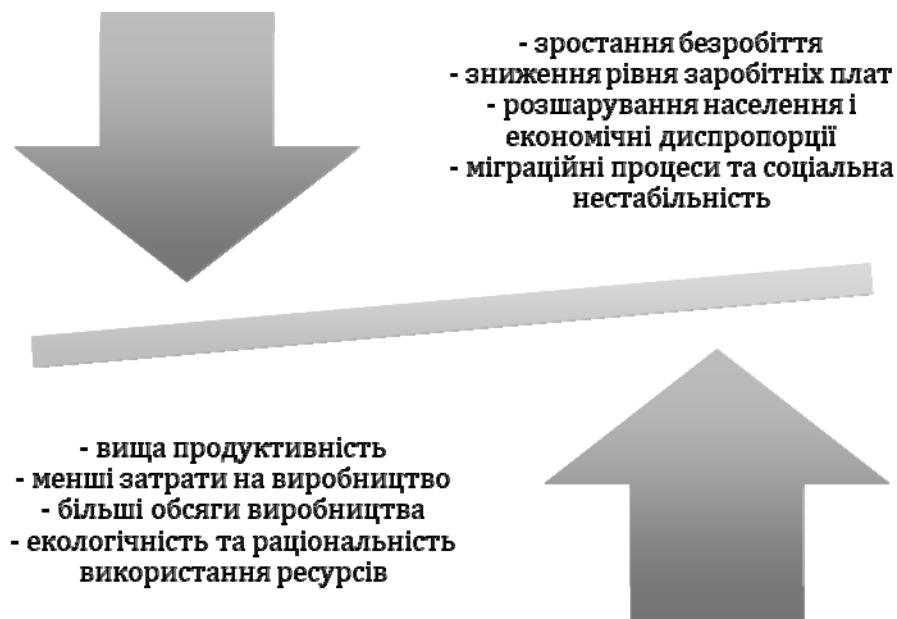 - зростання безробіття
- зниження рівня заробітніх плат
- розшарування населення і
економічні диспропорції
- міграційні процеси та соціальна
нестабільність
- вища продуктивність
- менші затрати на виробництво
- більші обсяги виробництва
- екологічність та раціональність
використання ресурсів